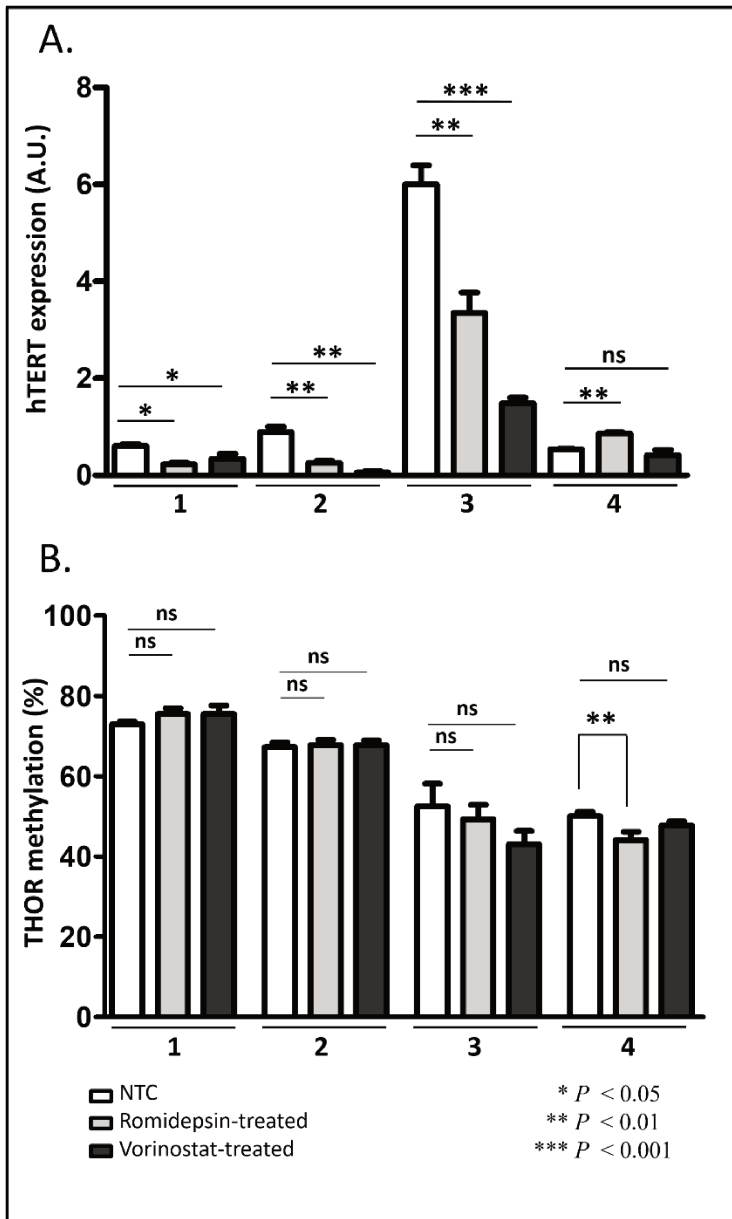 A.
hTERT expression (A.U.)
8
6
4
2
0
*
*
**
**
***
**
ns
**
1 2 3 4
B.
THOR methylation (%)
100
80
60
40
20
0
ns
ns
ns
ns
ns
ns
ns
**
1 2 3 4
NTC
Romidepsin-treated
Vorinostat-treated
* P < 0.05
** P < 0.01
*** P < 0.001